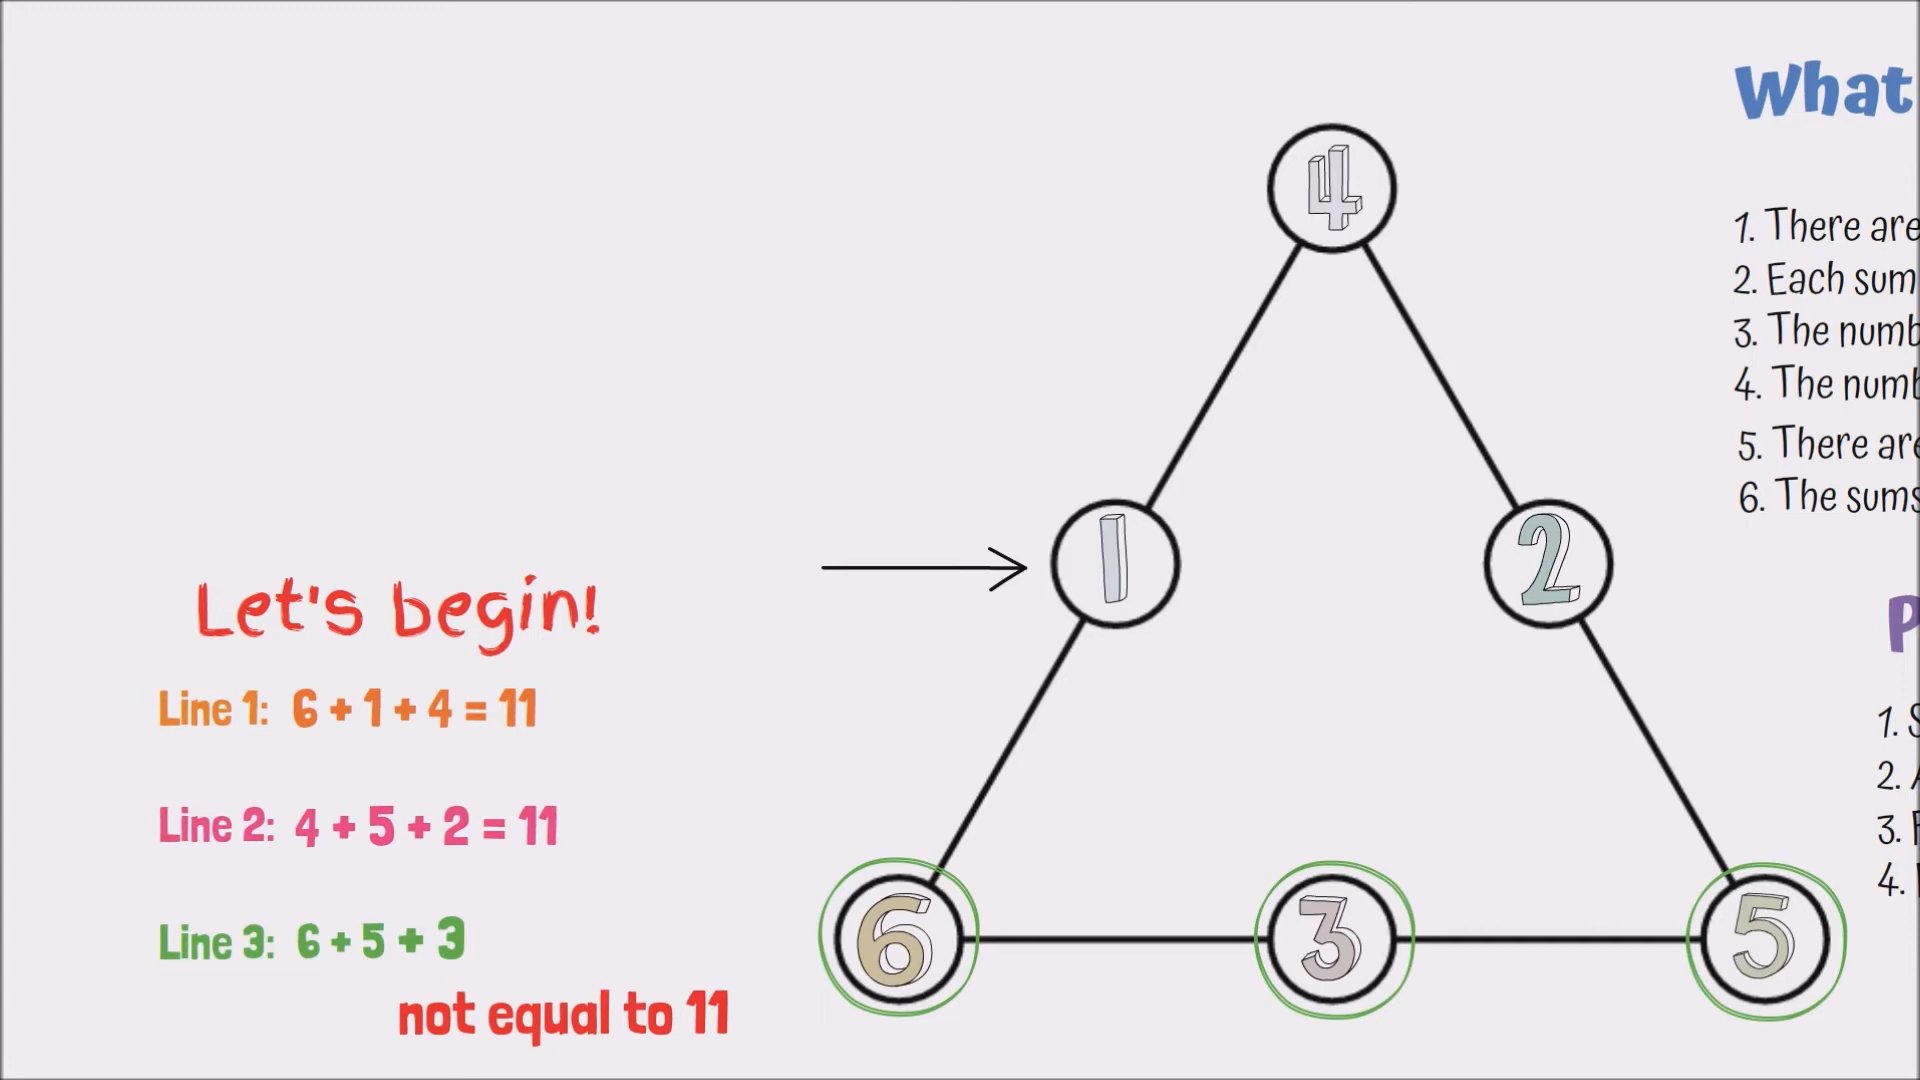 Let's begin!
Line 1: 6 + 1 + 4 = 11
Line 2: 4 + 5 + 2 = 11
Line 3: 6 + 5 + 3
not equal to 11
4
1
2
6
3
5
What
1. There are
2. Each sum
3. The
4. The
5. There are
6. The sums
1.
2.
3.
4.